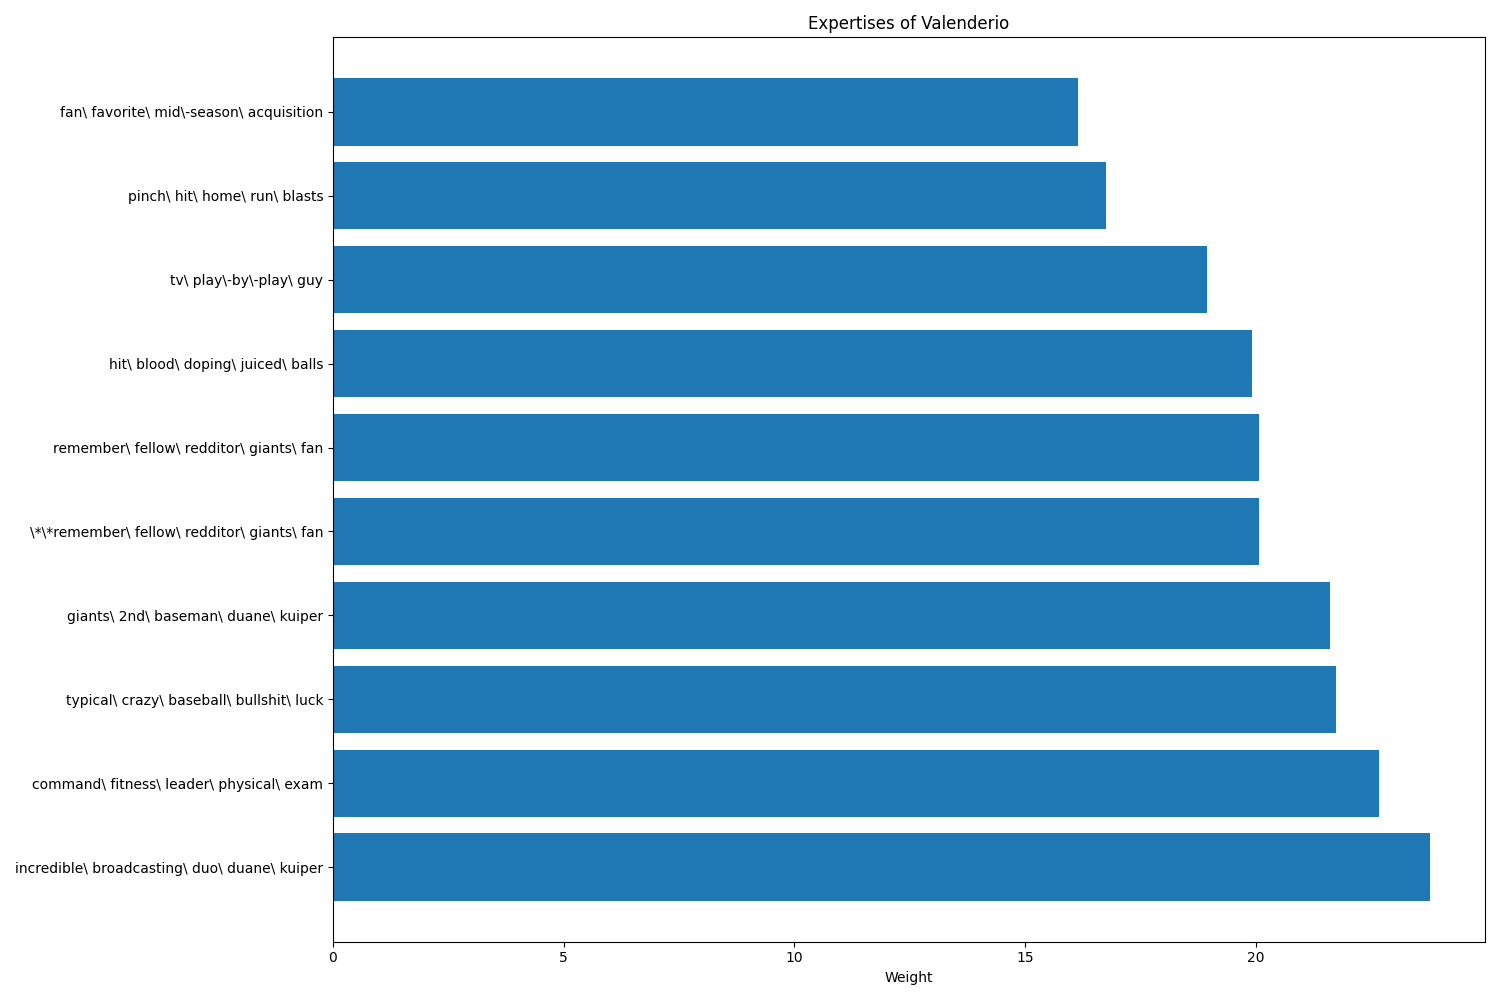 Expertises of Valenderio
fan\ favorite\ mid\-season\ acquisition
pinch\ hit\ home\ run\ blasts
tv\ play\-by\-play\ guy
hit\ blood\ doping\ juiced\ balls
remember\ fellow\ redditor\ giants\ fan
\*\*remember\ fellow\ redditor\ giants\ fan
giants\ 2nd\ baseman\ duane\ kuiper
typical\ crazy\ baseball\ bullshit\ luck
command\ fitness\ leader\ physical\ exam
incredible\ broadcasting\ duo\ duane\ kuiper
0 5 10 15 20
Weight